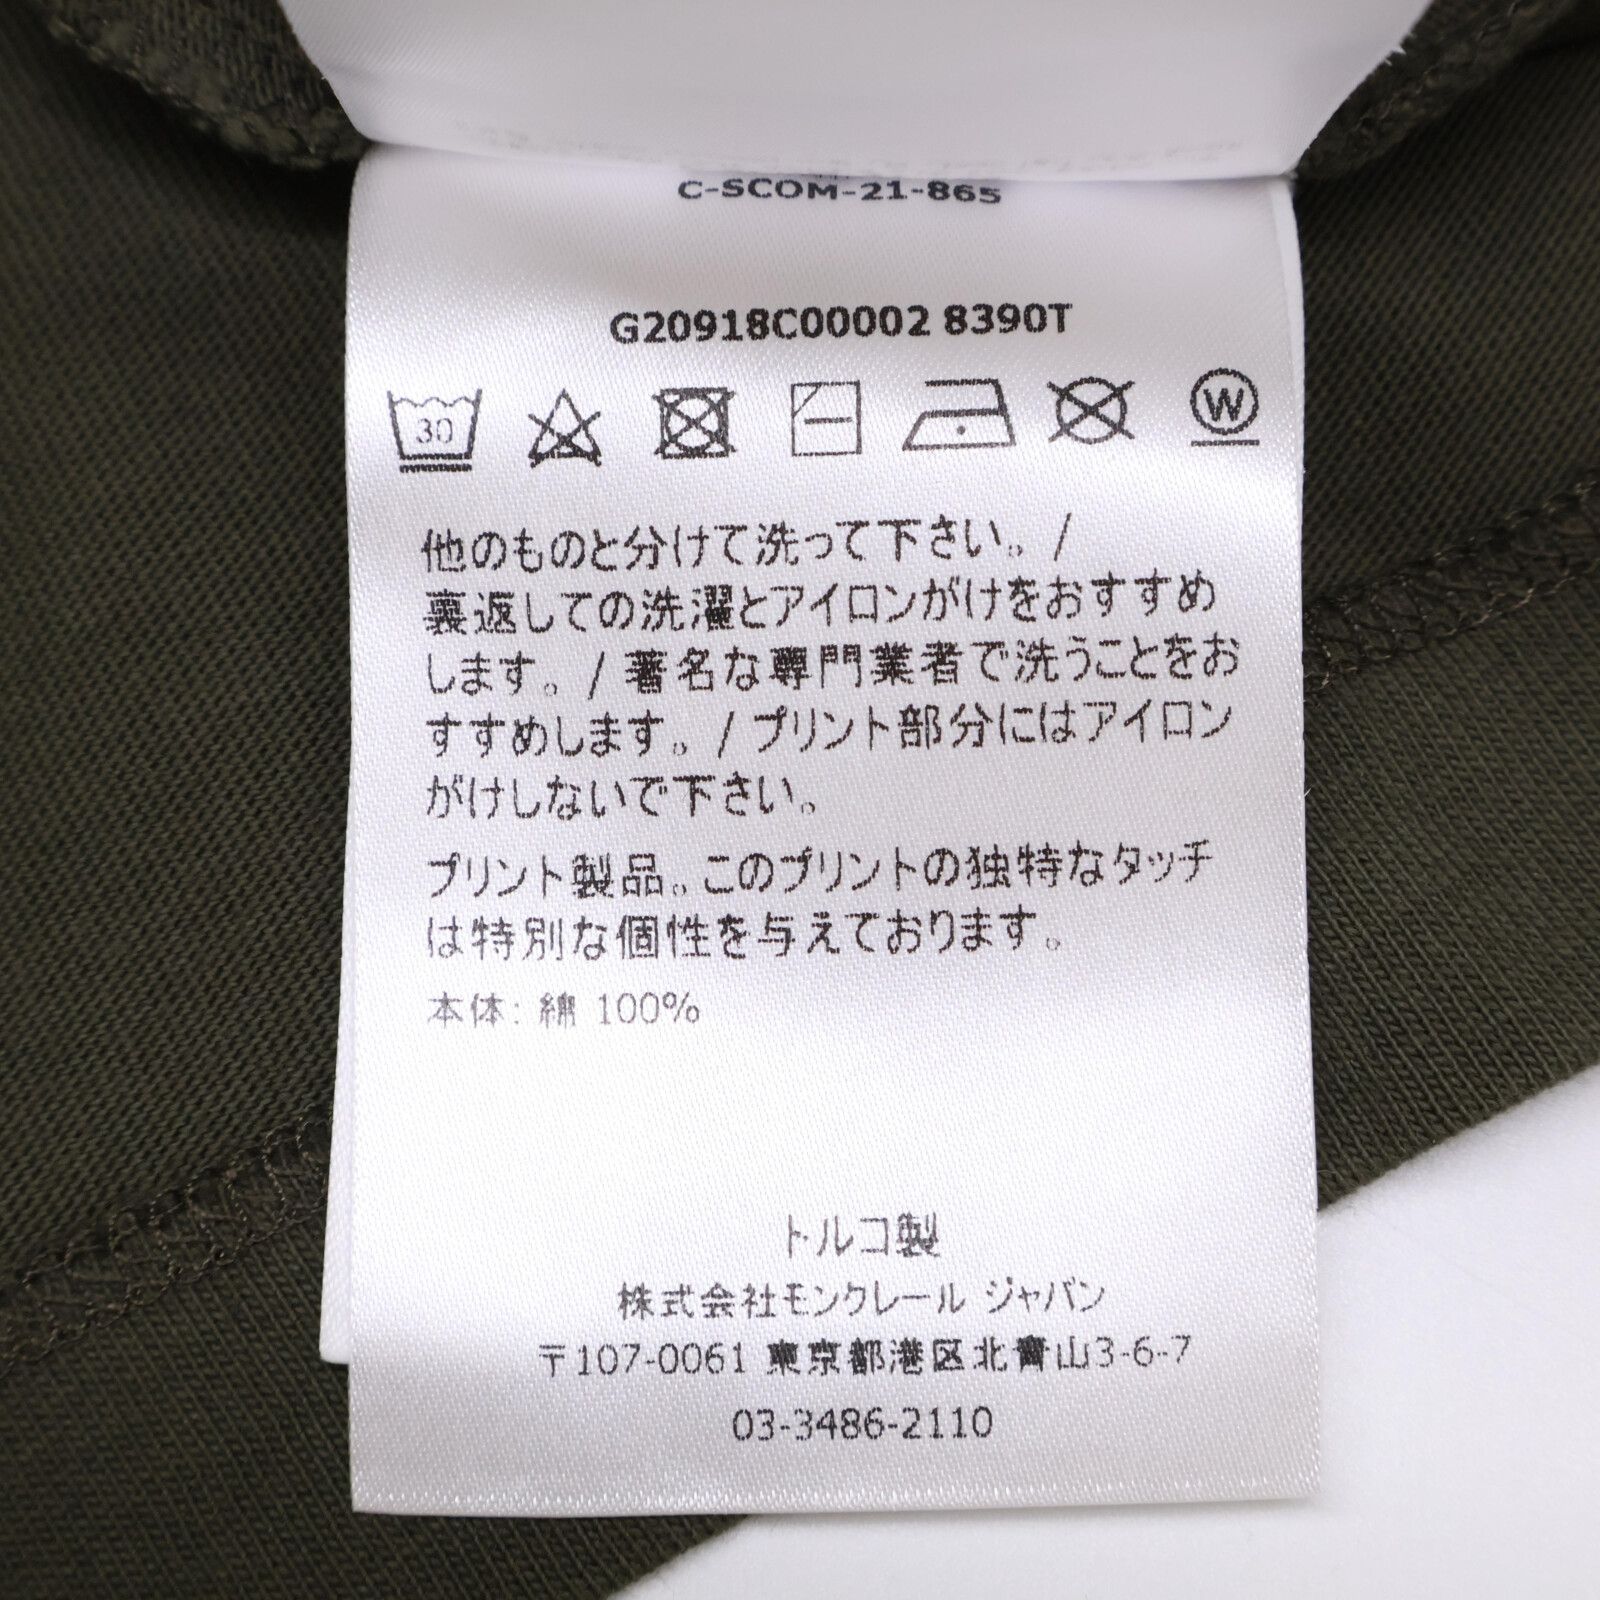 C-SCOM-21-865
G20918C00002 8390T
30
W
他のものと分けて洗って下さい。/
裏返しての洗濯とアイロンがけをおすすめ
します。/ 著名な専門業者で洗うことをお
すすめします。/ プリント部分にはアイロン
がけしないで下さい。
プリント製品。このプリントの独特なタッチ
は特別な個性を与えております。
本体: 綿 100%
トルコ製
株式会社モンクレール ジャパン
〒107-0061 東京都港区北青山3-6-7
03-3486-2110